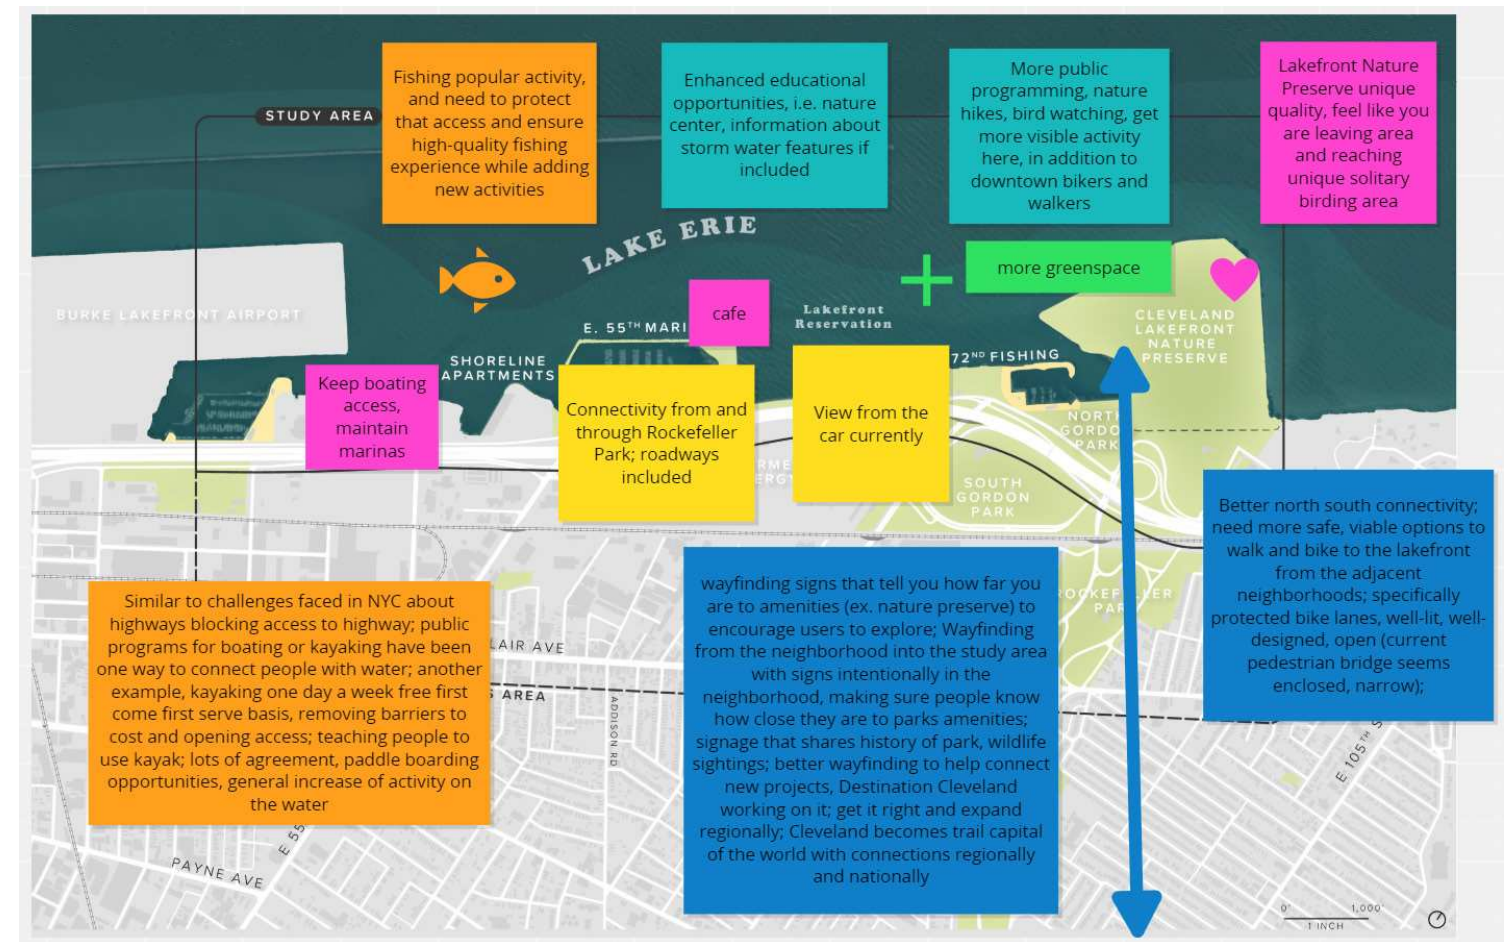 Fishing popular activity,
and need to protect
that access and ensure
high-quality fishing
experience while adding
new activities
Enhanced educational
opportunities, i.e. nature
center, information about
storm water features if
included
More public
programming, nature
hikes, bird watching, get
more visible activity
here, in addition to
downtown bikers and
walkers
Lakefront Nature
Preserve unique
quality, feel like you
are leaving area
and reaching
unique solitary
birding area
STUDY AREA
LAKE ERIE
more greenspace
BURKE LAKEFRONT AIRPORT
cafe
Lakefront
Reservation
E. 55TH MARI
CLEVELAND
LAKEFRONT
NATURE
PRESERVE
SHORELINE
APARTMENTS
72ND FISHING
Keep boating
access,
maintain
marinas
Connectivity from and
through Rockefeller
Park; roadways
included
View from the
car currently
NORTH
GORDON
PARK
SOUTH
GORDON
PARK
Better north south connectivity;
need more safe, viable options to
walk and bike to the lakefront
from the adjacent
neighborhoods; specifically
protected bike lanes, well-lit, well-
designed, open (current
pedestrian bridge seems
enclosed, narrow);
Similar to challenges faced in NYC about
highways blocking access to highway; public
programs for boating or kayaking have been
one way to connect people with water; another
example, kayaking one day a week free first
come first serve basis, removing barriers to
cost and opening access; teaching people to
use kayak; lots of agreement, paddle boarding
opportunities, general increase of activity on
the water
wayfinding signs that tell you how far you
are to amenities (ex. nature preserve) to
encourage users to explore; Wayfinding
from the neighborhood into the study area
with signs intentionally in the
neighborhood, making sure people know
how close they are to parks amenities;
signage that shares history of park, wildlife
sightings; better wayfinding to help connect
new projects, Destination Cleveland
working on it; get it right and expand
regionally; Cleveland becomes trail capital
of the world with connections regionally
and nationally
PARK
LAIR AVE
AREA
ADDISON RD
E 55
PAYNE AVE
E 105TH S
0' 1,000'
1 INCH